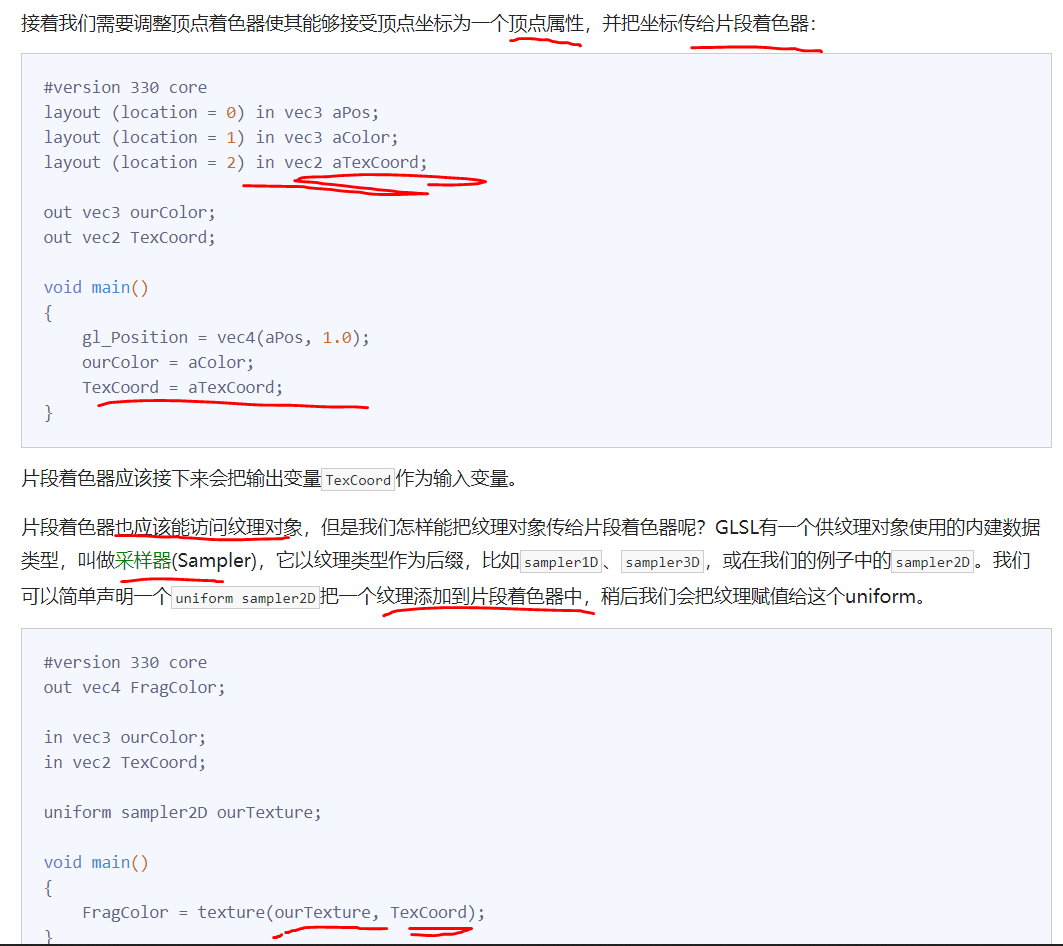 接着我们需要调整顶点着色器使其能够接受顶点坐标为一个顶点属性，并把坐标传给片段着色器：
#version 330 core
layout (location = 0) in vec3 aPos;
layout (location = 1) in vec3 aColor;
layout (location = 2) in vec2 aTexCoord;
out vec3 ourColor;
out vec2 TexCoord;
void main()
{
    gl_Position = vec4(aPos, 1.0);
    ourColor = aColor;
    TexCoord = aTexCoord;
}
片段着色器应该接下来会把输出变量TexCoord作为输入变量。
片段着色器也应该能访问纹理对象，但是我们怎样能把纹理对象传给片段着色器呢？GLSL有一个供纹理对象使用的内建数据
类型，叫做采样器(Sampler)，它以纹理类型作为后缀，比如sampler1D、sampler3D，或在我们的例子中的sampler2D。我们
可以简单声明一个uniform sampler2D把一个纹理添加到片段着色器中，稍后我们会把纹理赋值给这个uniform。
#version 330 core
out vec4 FragColor;
in vec3 ourColor;
in vec2 TexCoord;
uniform sampler2D ourTexture;
void main()
{
    FragColor = texture(ourTexture, TexCoord);
}